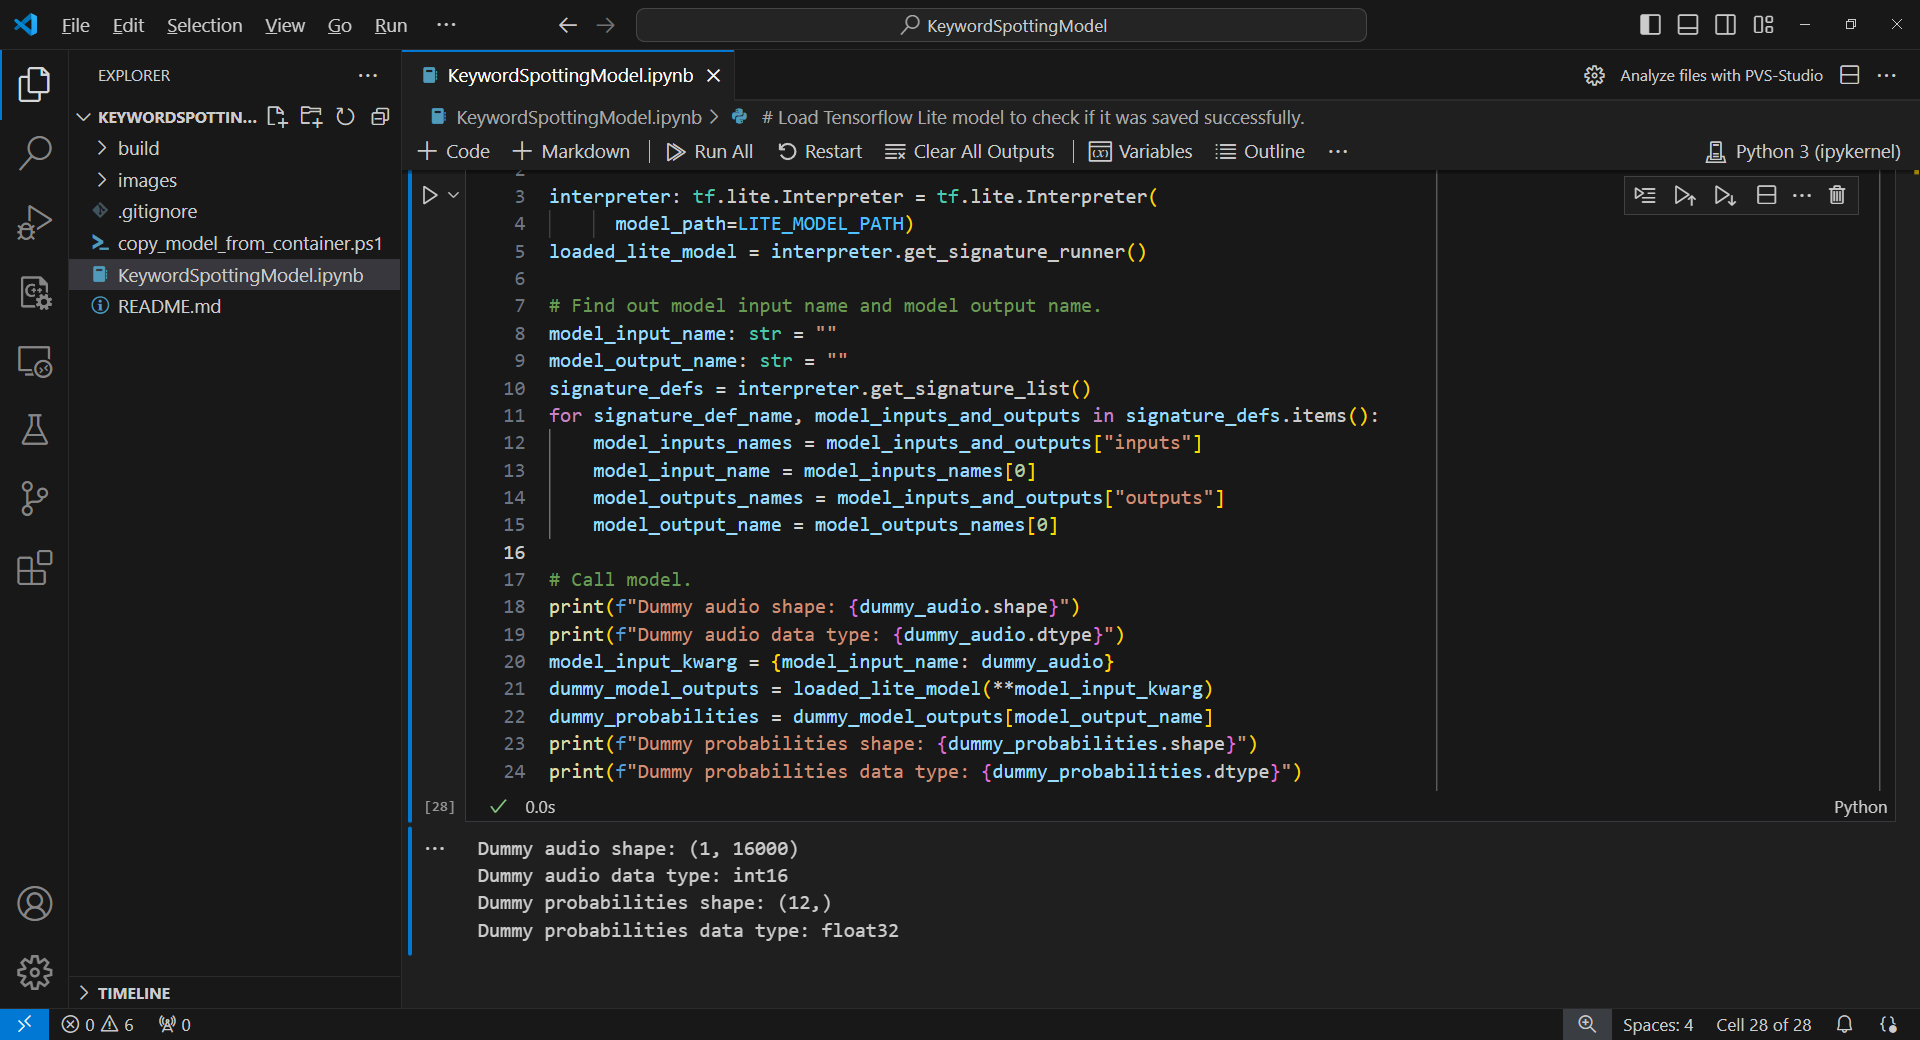 File Edit Selection View Go Run ··· KeywordSpottingModel
EXPLORER ···
KEYWORDSPOTTIN...
build
images
.gitignore
copy_model_from_container.ps1
KeywordSpottingModel.ipynb
README.md
TIMELINE
KeywordSpottingModel.ipynb
Analyze files with PVS-Studio ···
KeywordSpottingModel.ipynb > # Load Tensorflow Lite model to check if it was saved successfully.
+ Code + Markdown Run All Restart Clear All Outputs Variables Outline ··· Python 3 (ipykernel)
2
3 interpreter: tf.lite.Interpreter = tf.lite.Interpreter(
4 model_path=LITE_MODEL_PATH)
5 loaded_lite_model = interpreter.get_signature_runner()
6
7 # Find out model input name and model output name.
8 model_input_name: str = ""
9 model_output_name: str = ""
10 signature_defs = interpreter.get_signature_list()
11 for signature_def_name, model_inputs_and_outputs in signature_defs.items():
12 model_inputs_names = model_inputs_and_outputs["inputs"]
13 model_input_name = model_inputs_names[0]
14 model_outputs_names = model_inputs_and_outputs["outputs"]
15 model_output_name = model_outputs_names[0]
16
17 # Call model.
18 print(f"Dummy audio shape: {dummy_audio.shape}")
19 print(f"Dummy audio data type: {dummy_audio.dtype}")
20 model_input_kwarg = {model_input_name: dummy_audio}
21 dummy_model_outputs = loaded_lite_model(**model_input_kwarg)
22 dummy_probabilities = dummy_model_outputs[model_output_name]
23 print(f"Dummy probabilities shape: {dummy_probabilities.shape}")
24 print(f"Dummy probabilities data type: {dummy_probabilities.dtype}")
[28] 0.0s Python
Dummy audio shape: (1, 16000)
Dummy audio data type: int16
Dummy probabilities shape: (12,)
Dummy probabilities data type: float32
0 6 0 Spaces: 4 Cell 28 of 28